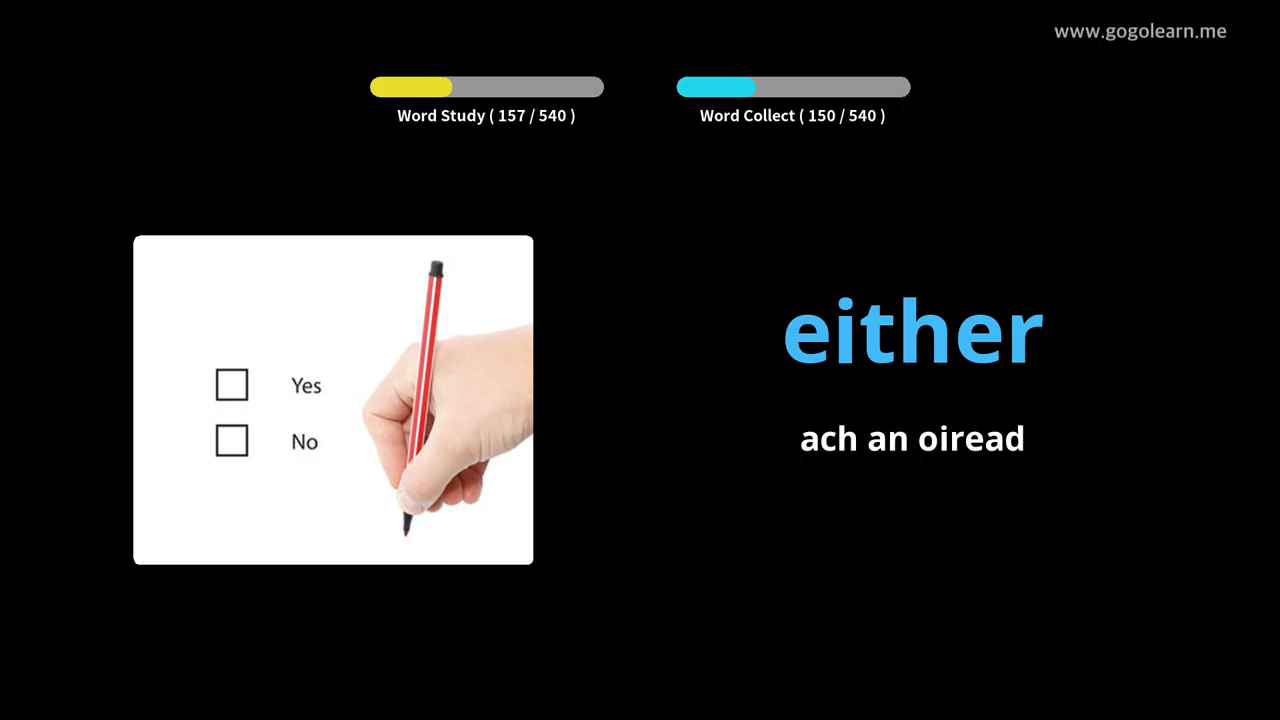 www.gogolearn.me
Word Study ( 157 / 540 )
Word Collect ( 150 / 540 )
Yes
No
either
ach an oiread